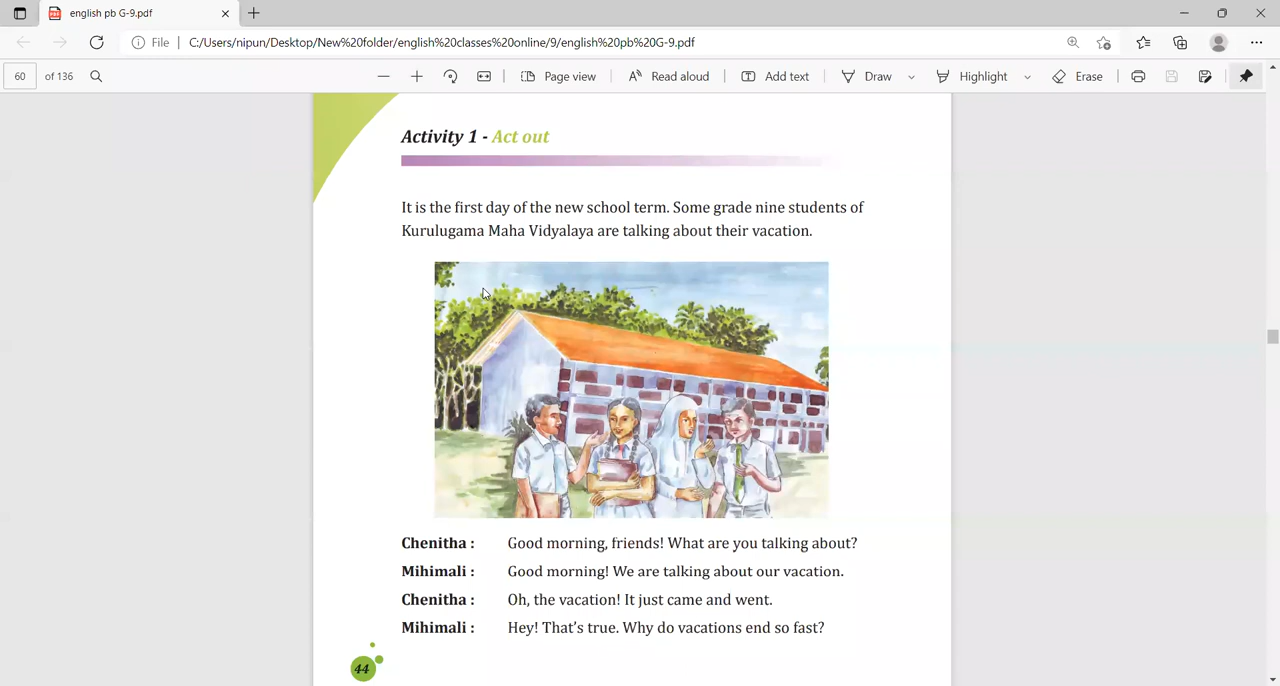 english pb G-9.pdf
File
C:/Users/nipun/Desktop/New%20folder/english%20classes%20online/9/english%20pb%20G-9.pdf
60 of 136
Page view
Read aloud
Add text
Draw
Highlight
Erase
Activity 1 - Act out
It is the first day of the new school term. Some grade nine students of
Kurulugama Maha Vidyalaya are talking about their vacation.
Chenitha : Good morning, friends! What are you talking about?
Mihimali : Good morning! We are talking about our vacation.
Chenitha : Oh, the vacation! It just came and went.
Mihimali : Hey! That's true. Why do vacations end so fast?
44